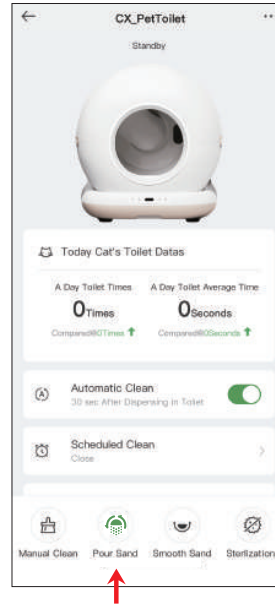 CX_PetToilet
Standby
Today Cat's Toilet Datas
A Day Toilet Times A Day Toilet Average Time
0Times 0Seconds
Compared@0Times Compared@0Seconds
Automatic Clean
30 sec After Dispensing in Toilet
Scheduled Clean
Close
Manual Clean Pour Sand Smooth Sand Sterlization